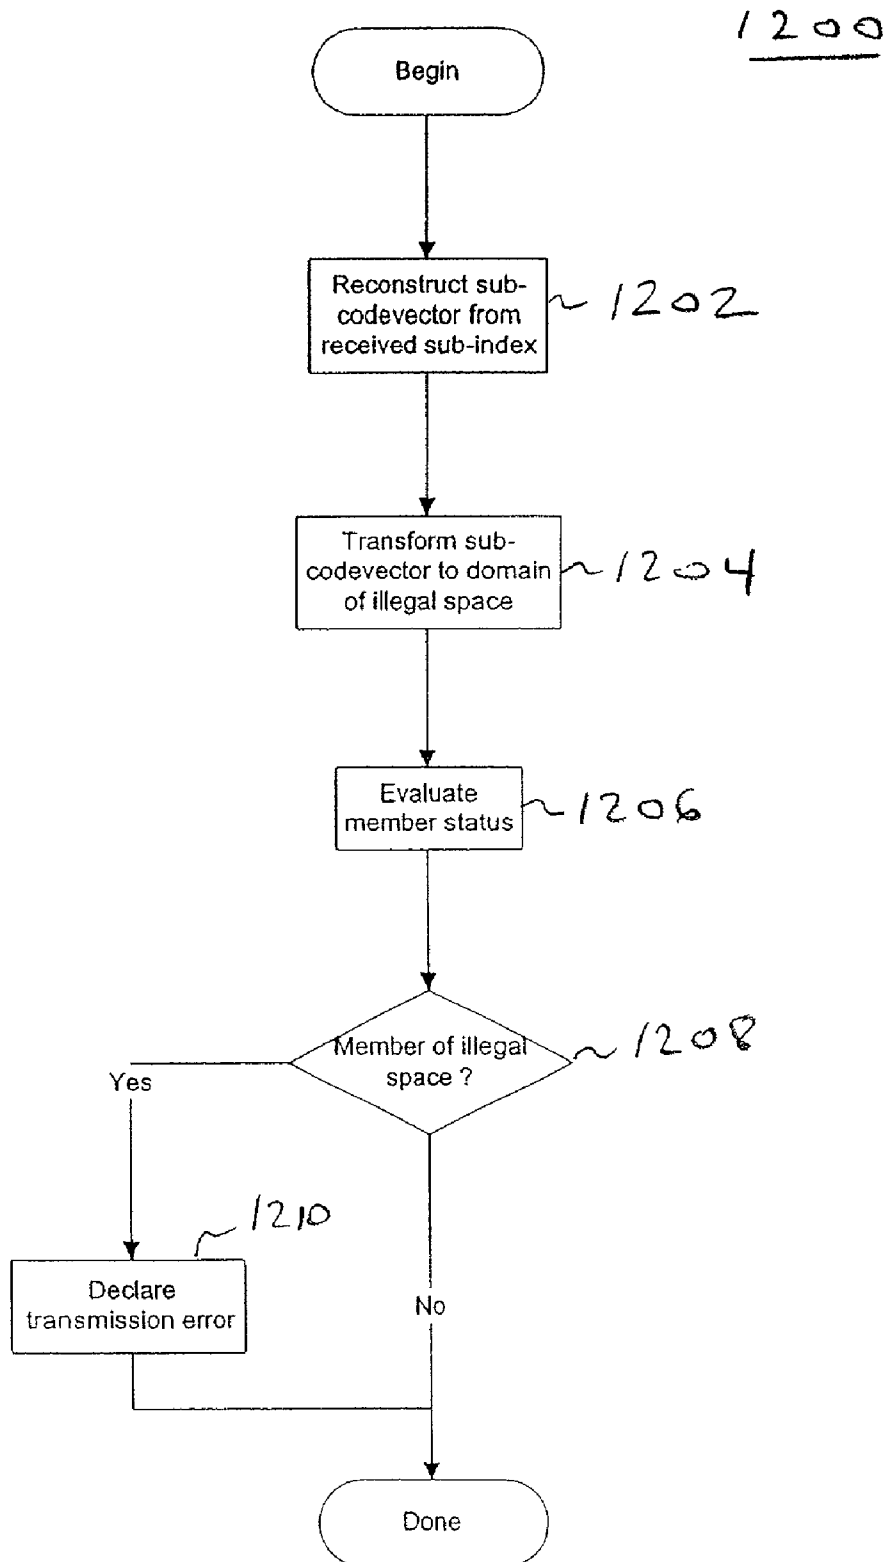 1200
Begin
Reconstruct sub-
codevector from
received sub-index
1202
Transform sub-
codevector to domain
of illegal space
1204
Evaluate
member status
1206
Member of illegal
space ?
1208
Yes
1210
Declare
transmission error
No
Done